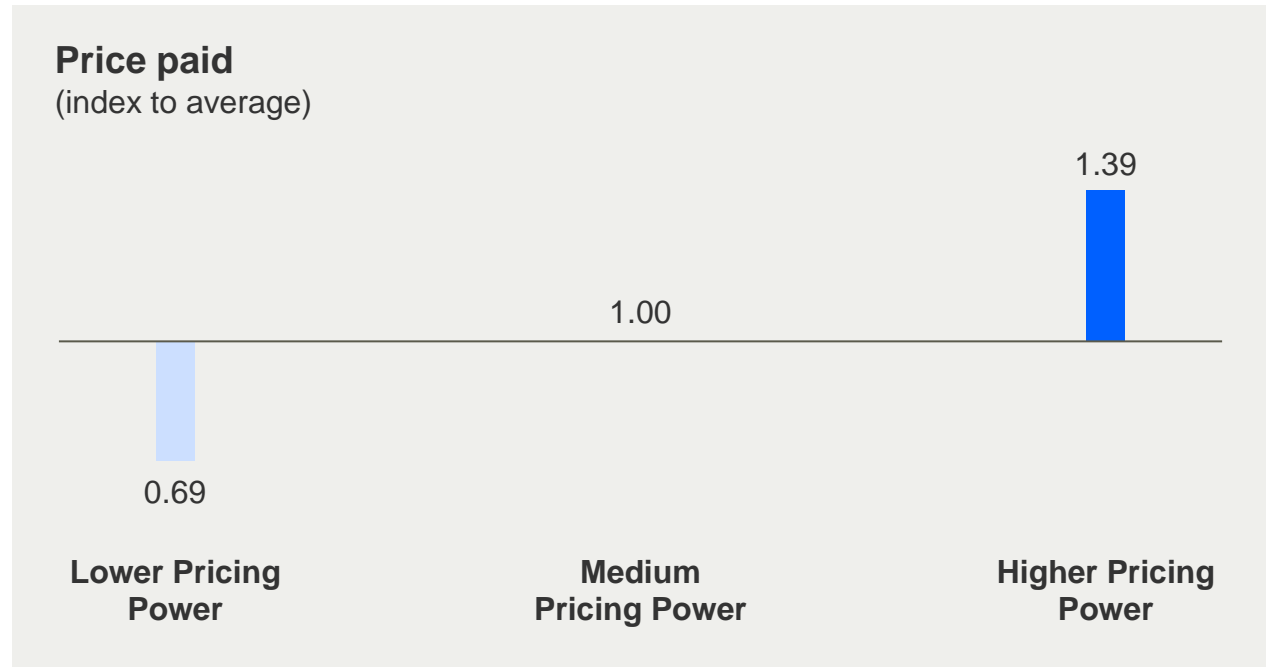 Price paid
(index to average)
1.39
1.00
0.69
Lower Pricing
Power
Medium
Pricing Power
Higher Pricing
Power